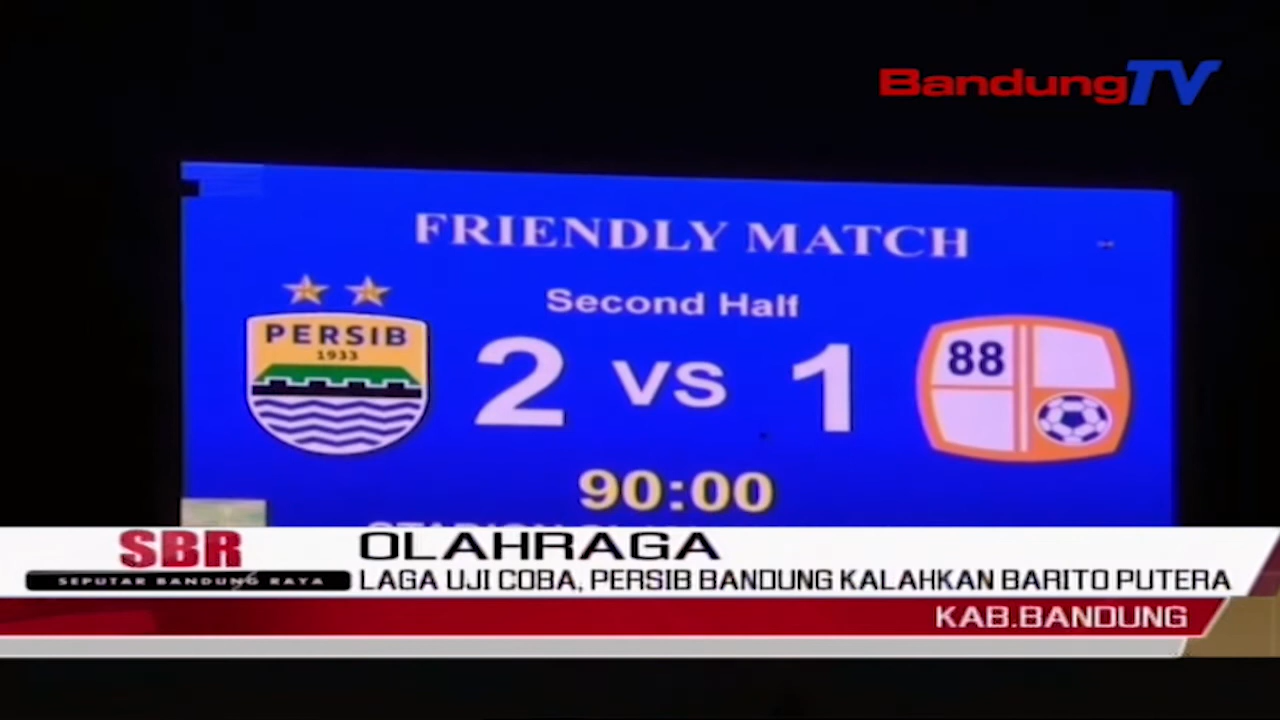 BandungTV
FRIENDLY MATCH
Second Half
PERSIB
1933
2 VS 1
88
90:00
SBR
SEPUTAR BANDUNG RAYA
OLAHRAGA
LAGA UJI COBA, PERSIB BANDUNG KALAHKAN BARITO PUTERA
KAB.BANDUNG